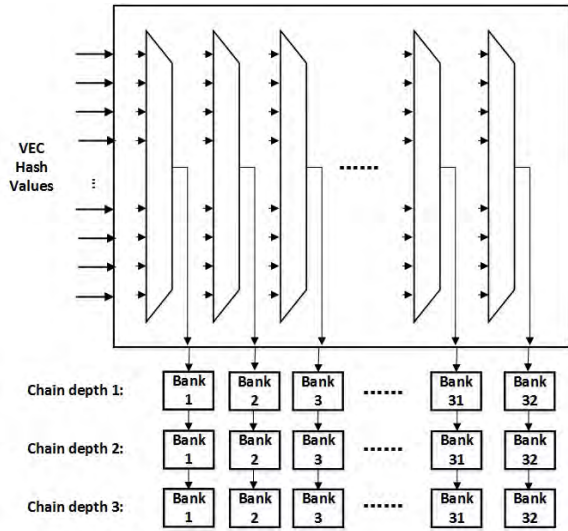 VEC
Hash
Values
...
......
Chain depth 1: Bank 1 Bank 2 Bank 3 ...... Bank 31 Bank 32
Chain depth 2: Bank 1 Bank 2 Bank 3 ...... Bank 31 Bank 32
Chain depth 3: Bank 1 Bank 2 Bank 3 ...... Bank 31 Bank 32